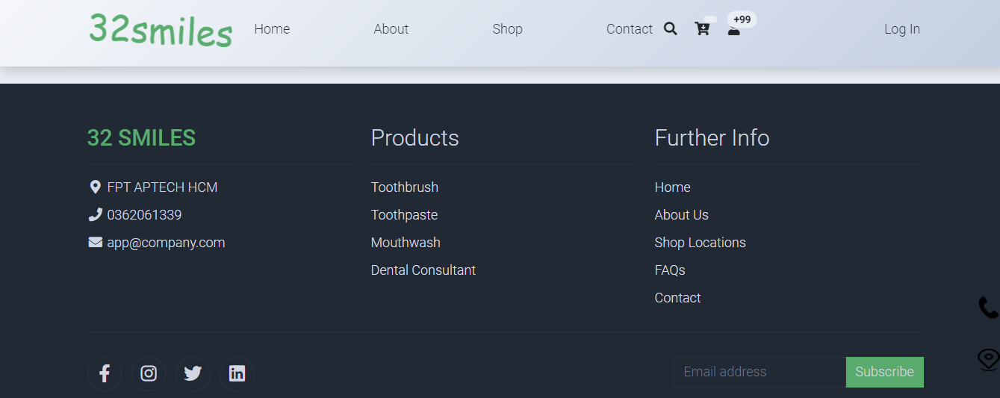 32smiles Home About Shop Contact +99 Log In
32 SMILES
FPT APTECH HCM
0362061339
app@company.com
Products
Toothbrush
Toothpaste
Mouthwash
Dental Consultant
Further Info
Home
About Us
Shop Locations
FAQs
Contact
Email address Subscribe